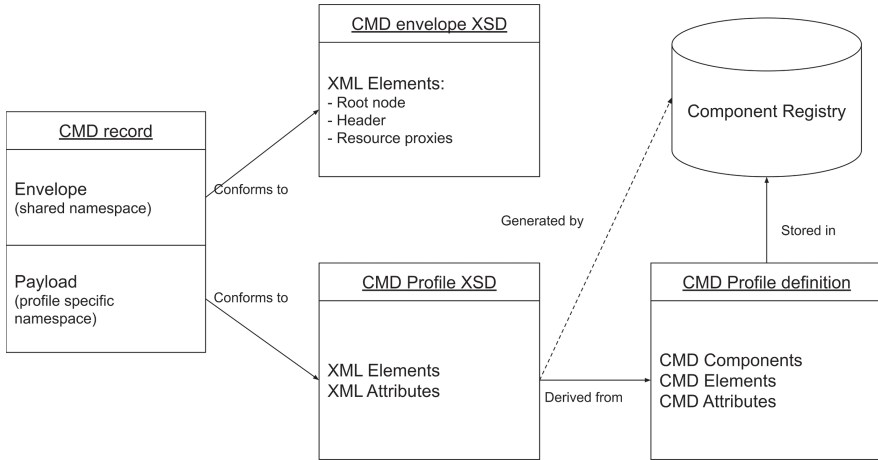 CMD envelope XSD
XML Elements:
- Root node
- Header
- Resource proxies
Component Registry
CMD record
Envelope
(shared namespace)
Payload
(profile specific
namespace)
Conforms to
Conforms to
Generated by
Stored in
CMD Profile XSD
XML Elements
XML Attributes
Derived from
CMD Profile definition
CMD Components
CMD Elements
CMD Attributes